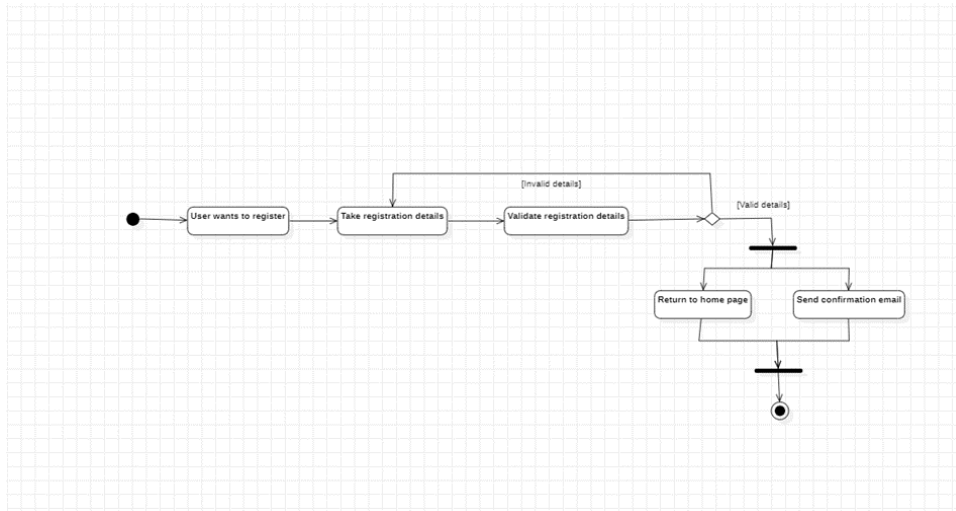 [Invalid details]
[Valid details]
User wants to register
Take registration details
Validate registration details
Return to home page
Send confirmation email